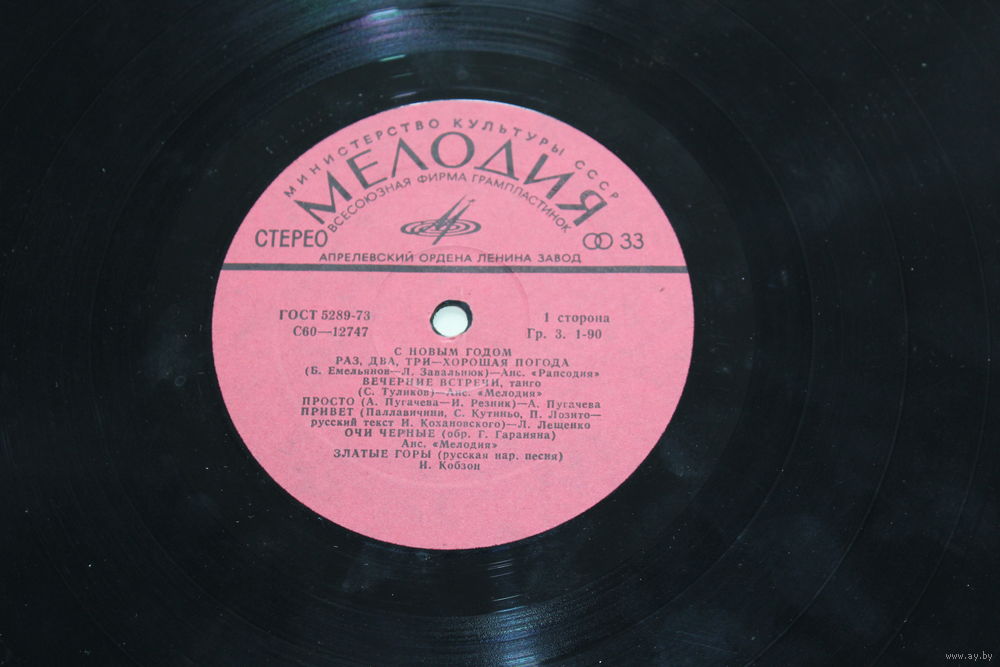 МИНИСТЕРСТВО КУЛЬТУРЫ СССР
МЕЛОДИЯ
ВСЕСОЮЗНАЯ ФИРМА ГРАМПЛАСТИНОК
СТЕРЕО
33
АПРЕЛЕВСКИЙ ОРДЕНА ЛЕНИНА ЗАВОД
ГОСТ 5289-73
1 сторона
С60—12747
Гр. 3. 1-90
С НОВЫМ ГОДОМ
РАЗ, ДВА, ТРИ—ХОРОШАЯ ПОГОДА
(Б. Емельянов—Л. Завальнюк)—Анс. «Рапсодия»
ВЕЧЕРНИЕ ВСТРЕЧИ, танго
(С. Туликов)—Анс. «Мелодия»
ПРОСТО (А. Пугачева—И. Резник)—А. Пугачева
ПРИВЕТ (Паллавичини, С. Кутиньо, П. Лозито—
русский текст И. Кохановского)—Л. Лещенко
ОЧИ ЧЕРНЫЕ (обр. Г. Гараняна)
Анс. «Мелодия»
ЗЛАТЫЕ ГОРЫ (русская нар. песня)
И. Кобзон
www.ay.by